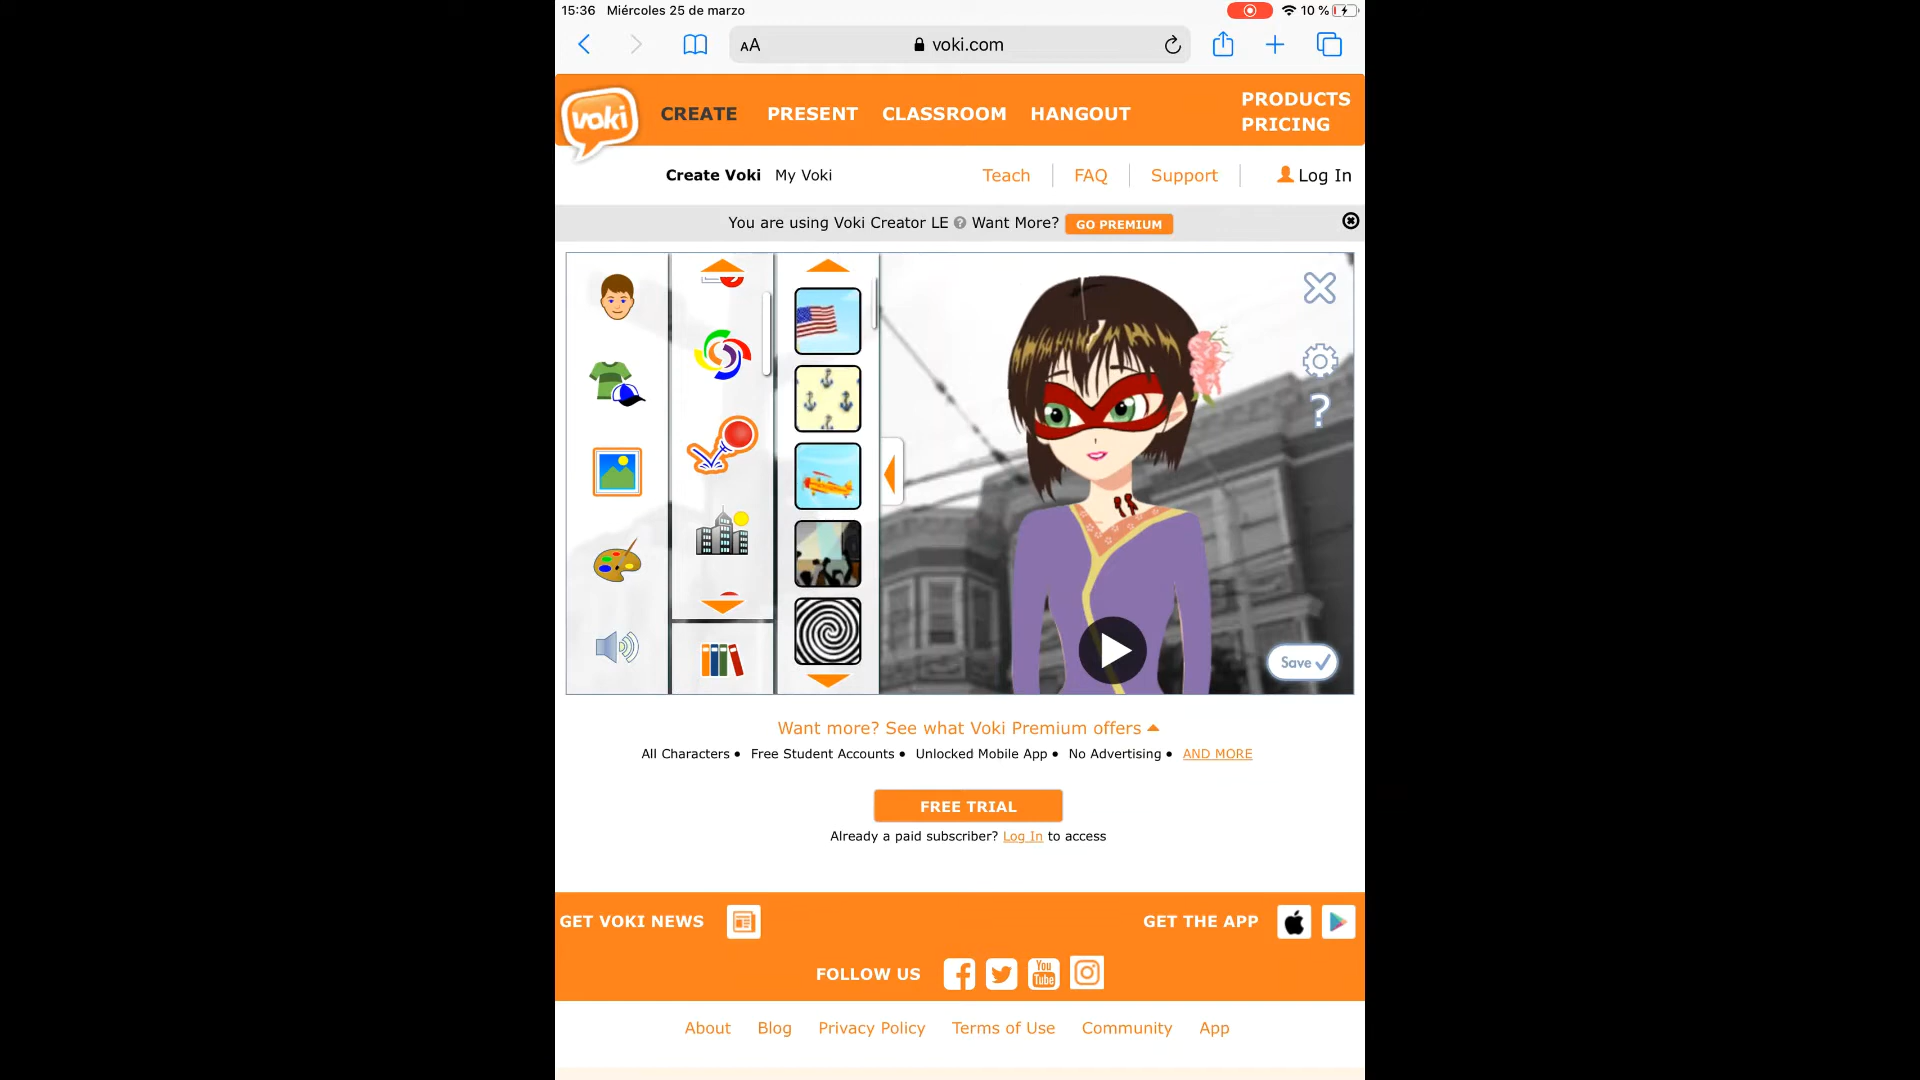 15:36 Miércoles 25 de marzo
10 %
AA voki.com
voki
CREATE PRESENT CLASSROOM HANGOUT PRODUCTS PRICING
Create Voki My Voki Teach FAQ Support Log In
You are using Voki Creator LE ? Want More? GO PREMIUM
?
Save
Want more? See what Voki Premium offers
All Characters • Free Student Accounts • Unlocked Mobile App • No Advertising • AND MORE
FREE TRIAL
Already a paid subscriber? Log In to access
GET VOKI NEWS GET THE APP
FOLLOW US You Tube
About Blog Privacy Policy Terms of Use Community App